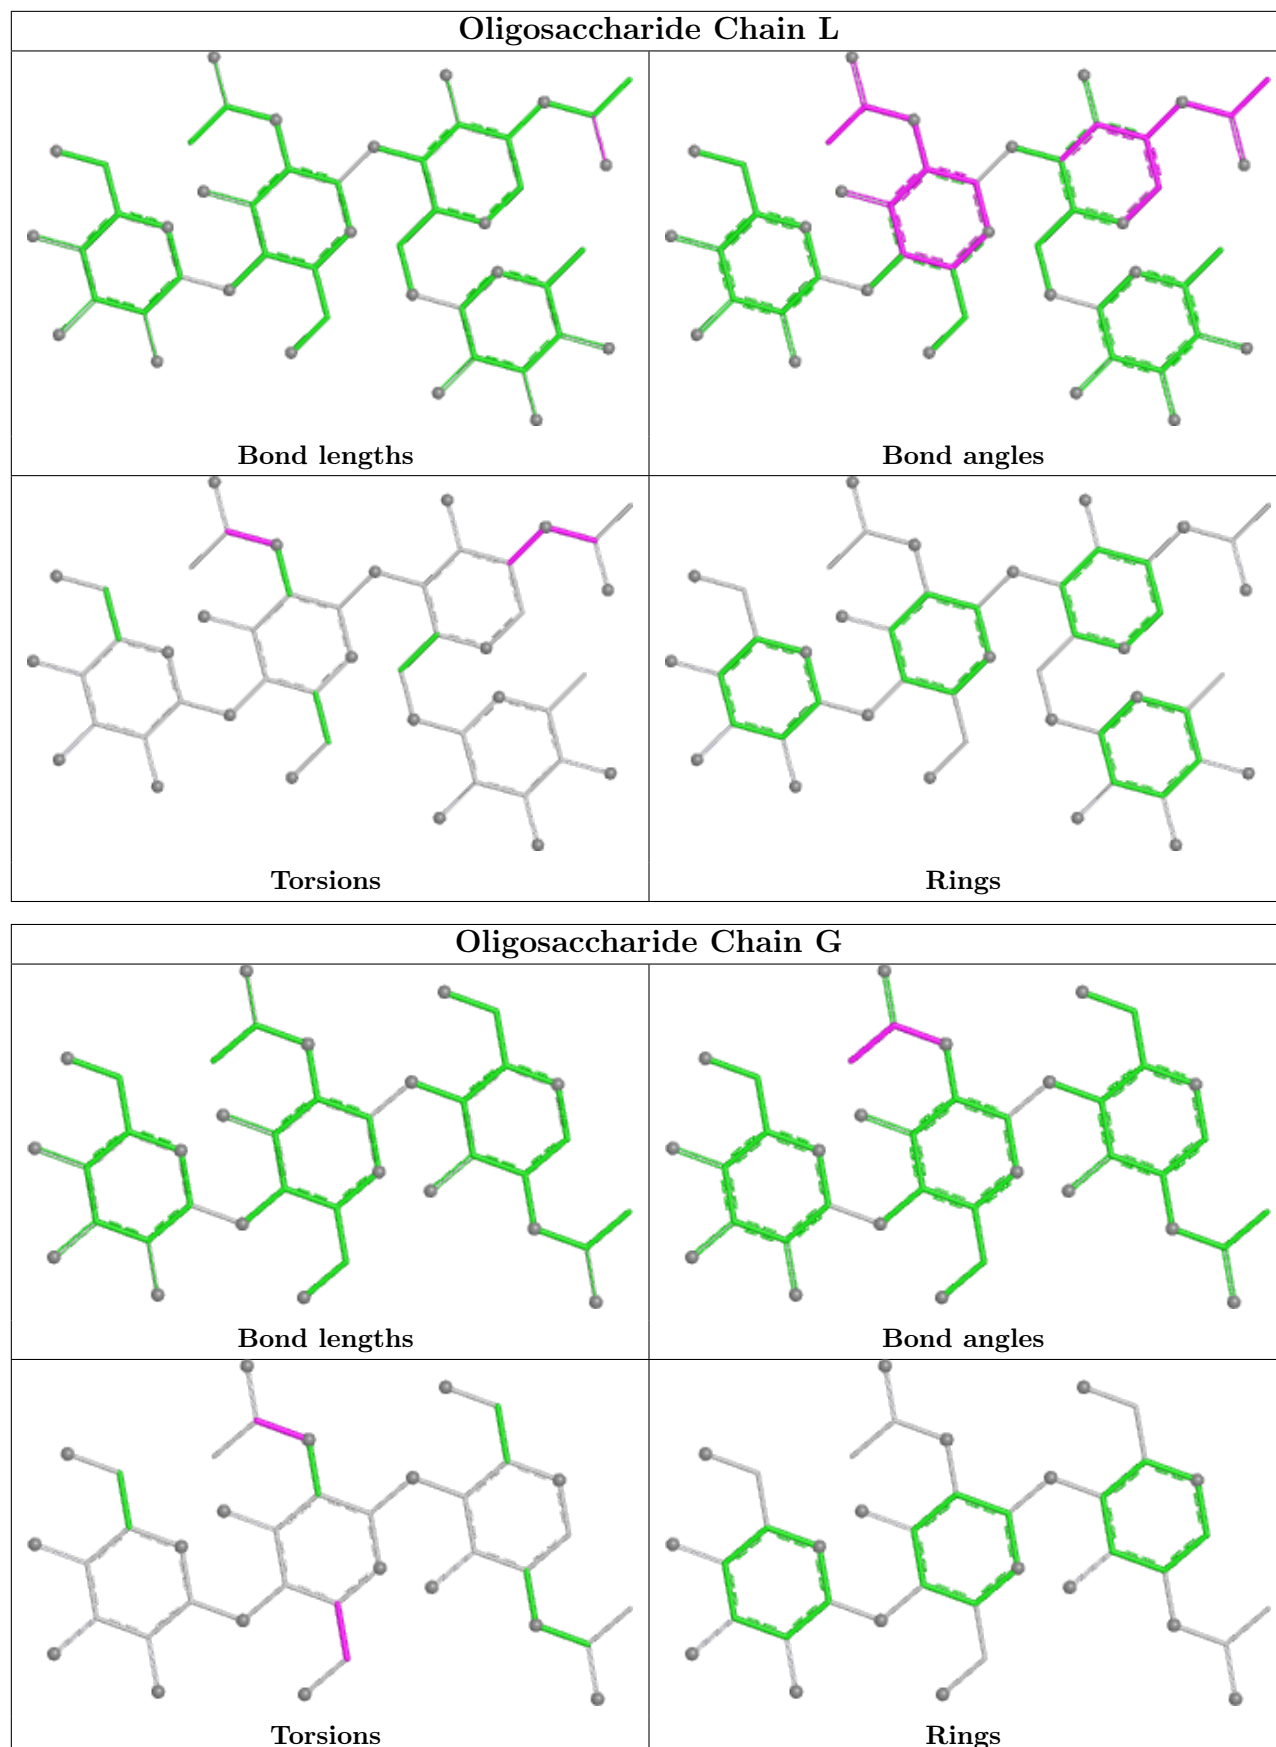 Oligosaccharide Chain L
Bond lengths
Bond angles
Torsions
Rings
Oligosaccharide Chain G
Bond lengths
Bond angles
Torsions
Rings